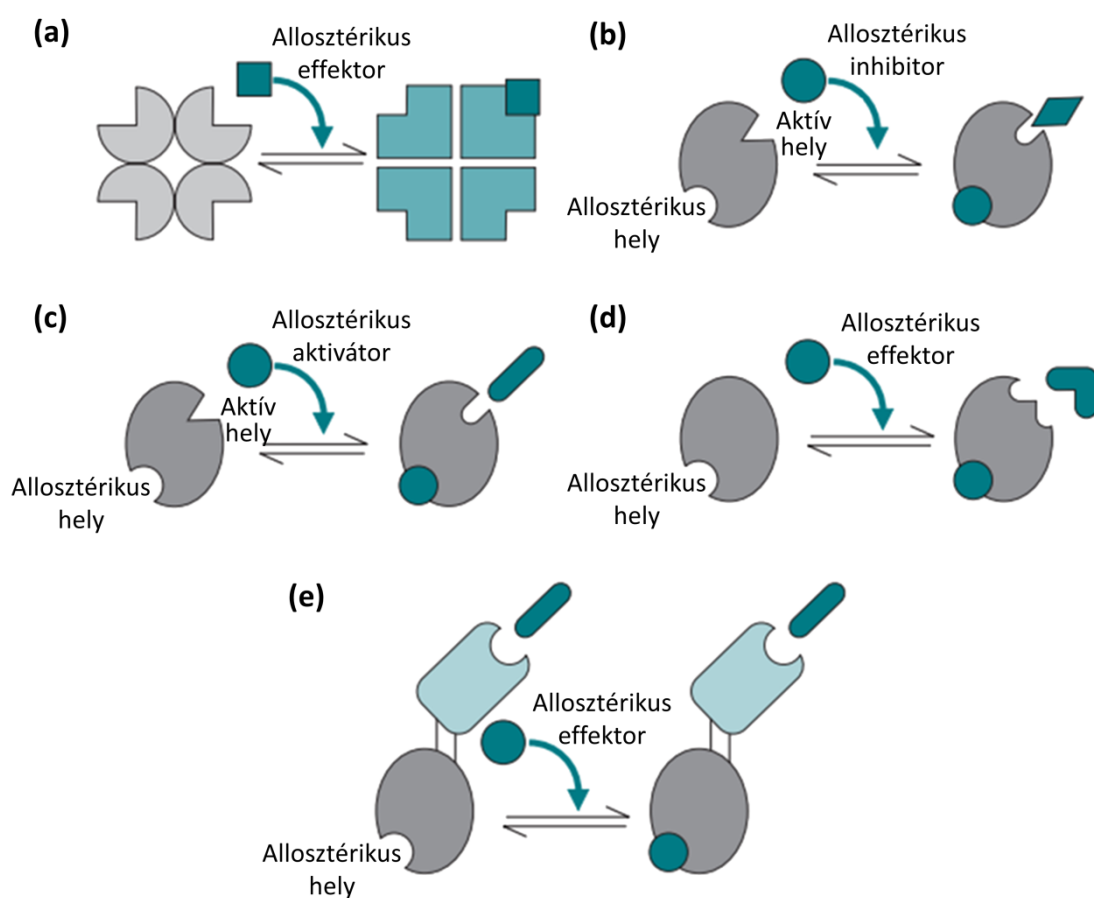 (a)
Allosztérikus
effektor
(b)
Allosztérikus
inhibitor
Aktív
hely
Allosztérikus
hely
(c)
Allosztérikus
aktivátor
Aktív
hely
Allosztérikus
hely
(d)
Allosztérikus
effektor
Allosztérikus
hely
(e)
Allosztérikus
effektor
Allosztérikus
hely